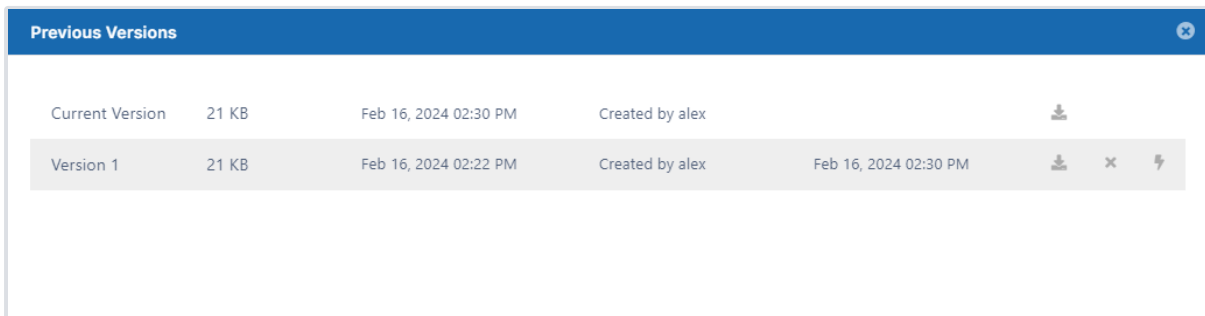 Previous Versions
Current Version 21 KB Feb 16, 2024 02:30 PM Created by alex
Version 1 21 KB Feb 16, 2024 02:22 PM Created by alex Feb 16, 2024 02:30 PM